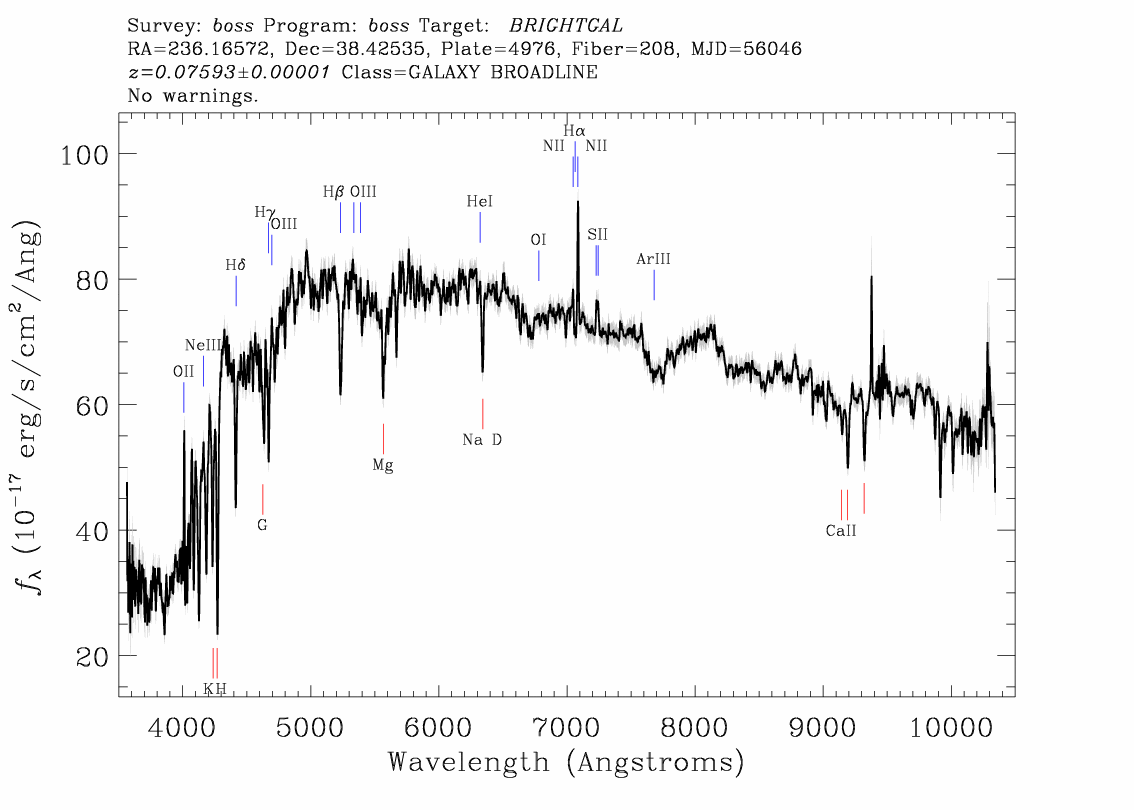 Survey: boss Program: boss Target: BRIGHTGAL
RA=236.16572, Dec=38.42535, Plate=4976, Fiber=208, MJD=56046
z=0.07593±0.00001 Class=GALAXY BROADLINE
No warnings.
Hα
NII NII
Hβ OIII
HeI
Hγ
OIII
SII
OI
ArIII
Hδ
NeIII
OII
Na D
Mg
G
CaII
K H
100
80
60
40
20
f_λ (10^−17 erg/s/cm^2/Ang)
4000 5000 6000 7000 8000 9000 10000
Wavelength (Angstroms)